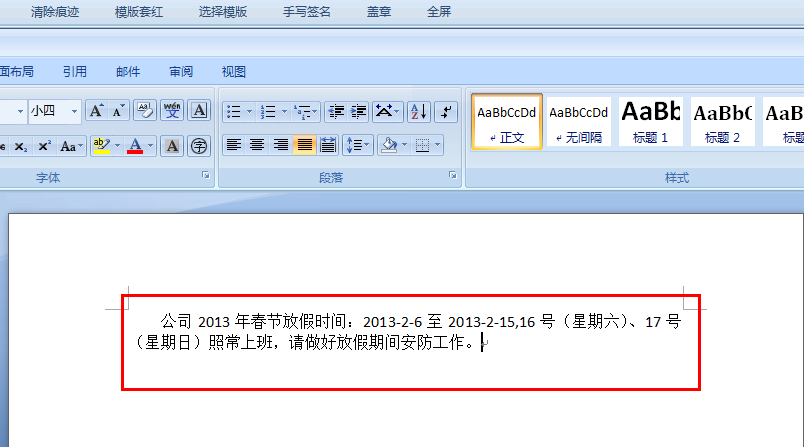 清除痕迹 模版套红 选择模版 手写签名 盖章 全屏
面布局 引用 邮件 审阅 视图
小四 AaBbCcDd AaBbCcDd AaBb AaBbC AaBb
正文 无间隔 标题 1 标题 2 标题
字体 段落 样式
公司 2013 年春节放假时间：2013-2-6 至 2013-2-15,16 号（星期六）、17 号
（星期日）照常上班，请做好放假期间安防工作。